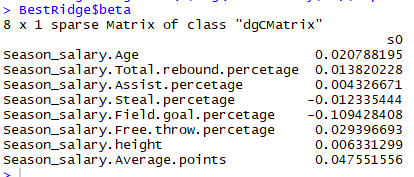 > BestRidge$beta
8 x 1 sparse Matrix of class "dgCMatrix"
s0
Season_salary.Age 0.020788195
Season_salary.Total.rebound.percetage 0.013820228
Season_salary.Assist.percetage 0.004326671
Season_salary.Steal.percetage -0.012335444
Season_salary.Field.goal.percetage -0.109428408
Season_salary.Free.throw.percetage 0.029396693
Season_salary.height 0.006331299
Season_salary.Average.points 0.047551556
>